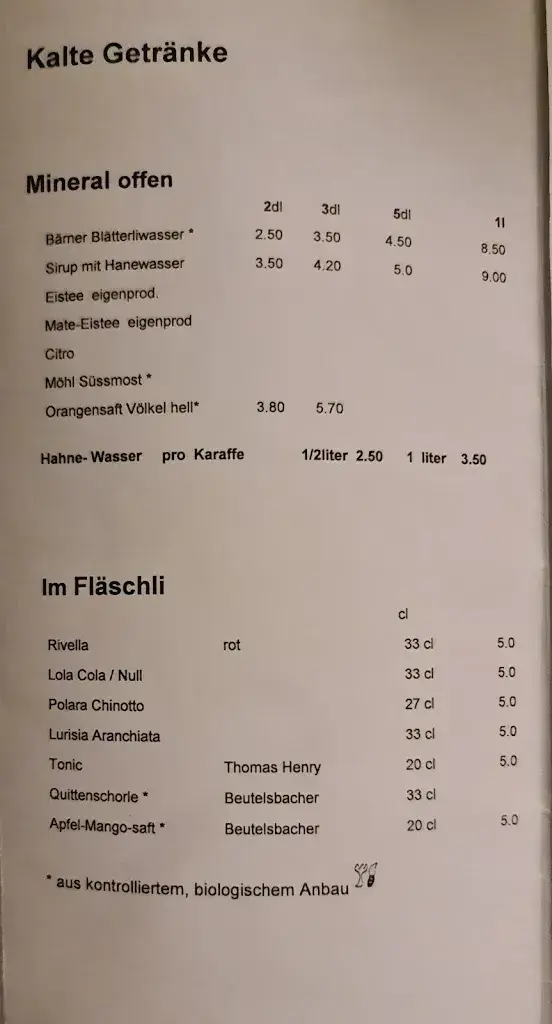 Kalte Getränke
Mineral offen
2dl 3dl 5dl 1l
Bärner Blätterliwasser * 2.50 3.50 4.50 8.50
Sirup mit Hanewasser 3.50 4.20 5.0 9.00
Eistee eigenprod.
Mate-Eistee eigenprod
Citro
Möhl Süssmost *
Orangensaft Völkel hell* 3.80 5.70
Hahne- Wasser pro Karaffe 1/2liter 2.50 1 liter 3.50
Im Fläschli
cl
Rivella rot 33 cl 5.0
Lola Cola / Null 33 cl 5.0
Polara Chinotto 27 cl 5.0
Lurisia Aranchiata 33 cl 5.0
Tonic Thomas Henry 20 cl 5.0
Quittenschorle * Beutelsbacher 33 cl
Apfel-Mango-saft * Beutelsbacher 20 cl 5.0
* aus kontrolliertem, biologischem Anbau